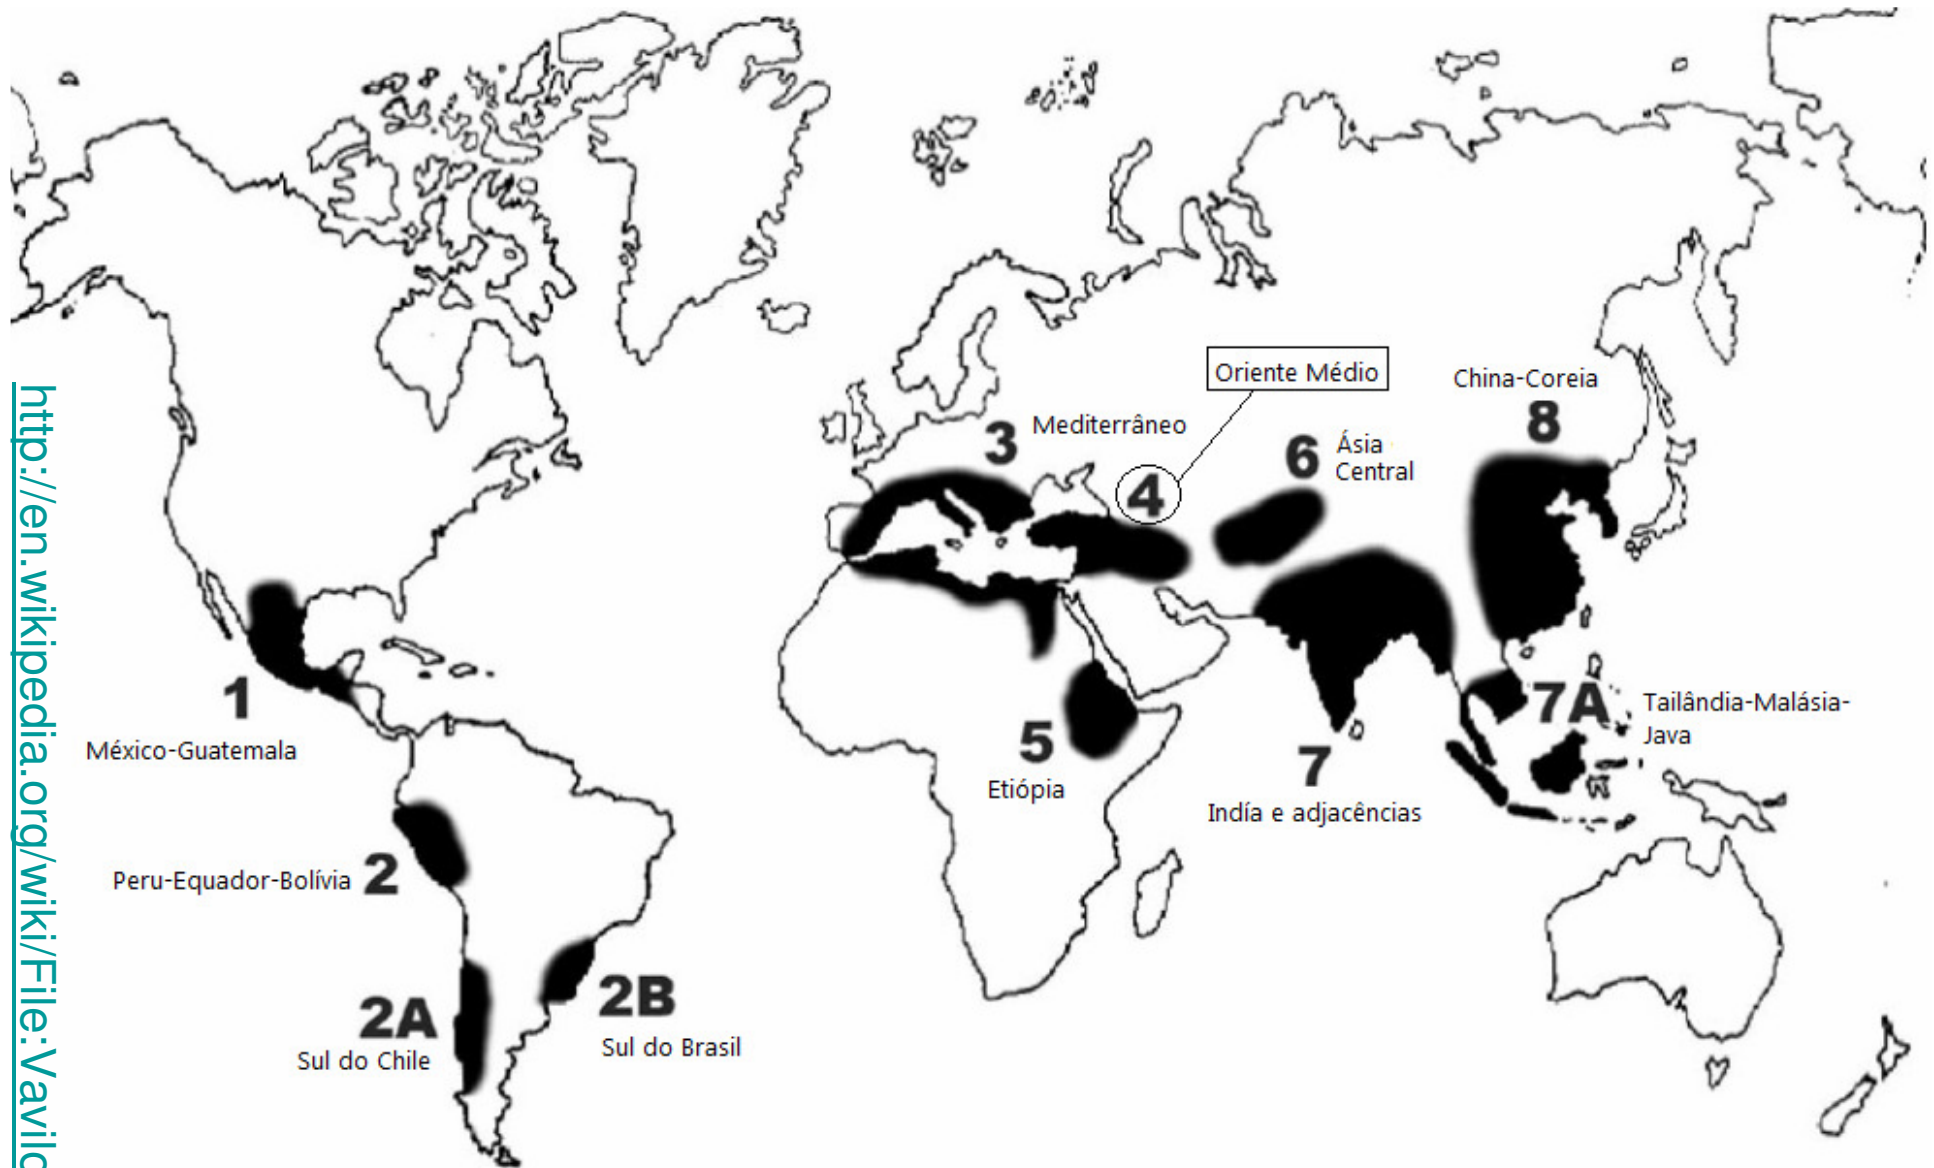 http://en.wikipedia.org/wiki/File:Vavilo
Oriente Médio
China-Coreia
8
Mediterrâneo
3
4
6
Ásia
Central
1
México-Guatemala
5
Etiópia
7
Indía e adjacências
7A
Tailândia-Malásia-
Java
Peru-Equador-Bolívia 2
2A
Sul do Chile
2B
Sul do Brasil